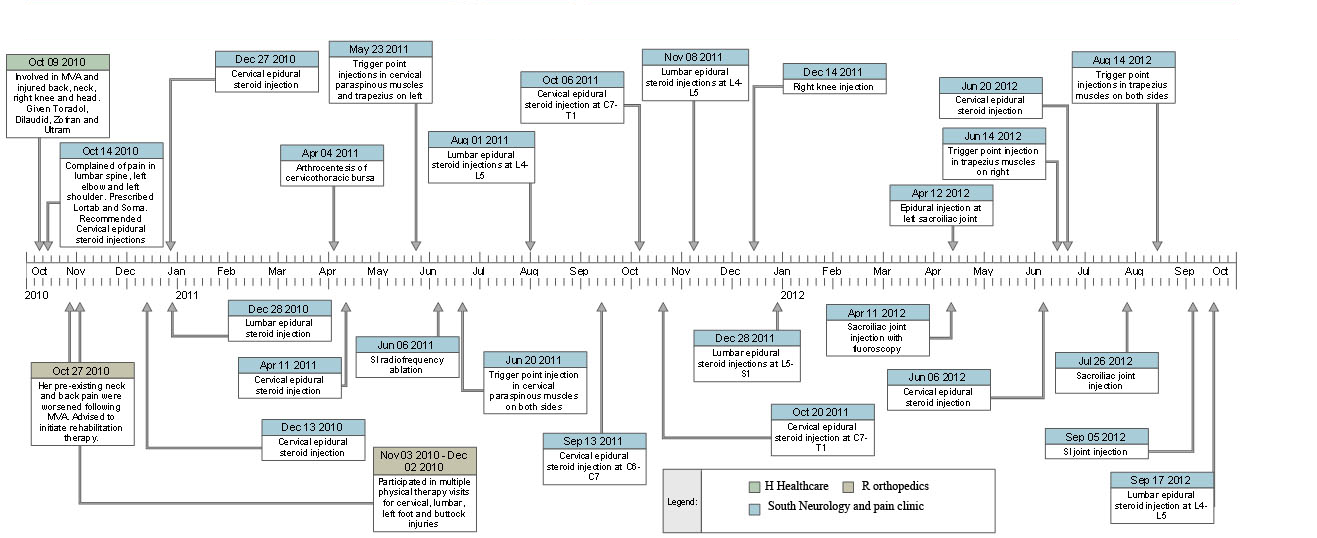 Oct 09 2010
Involved in MVA and
injured back, neck,
right knee and head.
Given Toradol,
Dilaudid, Zofran and
Ultram
Oct 14 2010
Complained of pain in
lumbar spine, left
elbow and left
shoulder. Prescribed
Lortab and Soma.
Recommended
Cervical epidural
steroid injections
Dec 27 2010
Cervical epidural
steroid injection
May 23 2011
Trigger point
injections in cervical
paraspinous muscles
and trapezius on left
Apr 04 2011
Arthrocentesis of
cervicothoracic bursa
Aug 01 2011
Lumbar epidural
steroid injections at L4-
L5
Oct 06 2011
Cervical epidural
steroid injection at C7-
T1
Nov 08 2011
Lumbar epidural
steroid injections at L4-
L5
Dec 14 2011
Right knee injection
Jun 20 2012
Cervical epidural
steroid injection
Jun 14 2012
Trigger point injection
in trapezius muscles
on right
Apr 12 2012
Epidural injection at
left sacroiliac joint
Aug 14 2012
Trigger point
injections in trapezius
muscles on both sides
Oct Nov Dec Jan Feb Mar Apr May Jun Jul Aug Sep Oct Nov Dec Jan Feb Mar Apr May Jun Jul Aug Sep Oct
2010 2011 2012
Oct 27 2010
Her pre-existing neck
and back pain were
worsened following
MVA. Advised to
initiate rehabilitation
therapy.
Dec 28 2010
Lumbar epidural
steroid injection
Apr 11 2011
Cervical epidural
steroid injection
Dec 13 2010
Cervical epidural
steroid injection
Nov 03 2010 - Dec
02 2010
Participated in multiple
physical therapy visits
for cervical, lumbar,
left foot and buttock
injuries
Jun 06 2011
SI radiofrequency
ablation
Jun 20 2011
Trigger point injection
in cervical
paraspinous muscles
on both sides
Sep 13 2011
Cervical epidural
steroid injection at C6-
C7
Dec 28 2011
Lumbar epidural
steroid injections at L5-
S1
Oct 20 2011
Cervical epidural
steroid injection at C7-
T1
Apr 11 2012
Sacroiliac joint
injection with
fluoroscopy
Jun 06 2012
Cervical epidural
steroid injection
Jul 26 2012
Sacroiliac joint
injection
Sep 05 2012
SI joint injection
Sep 17 2012
Lumbar epidural
steroid injection at L4-
L5
Legend:
H Healthcare R orthopedics
South Neurology and pain clinic